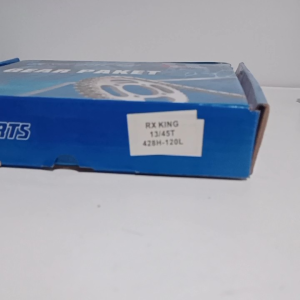 GEAR PAKET
RX KING
13/45T
428H-120L
RTS